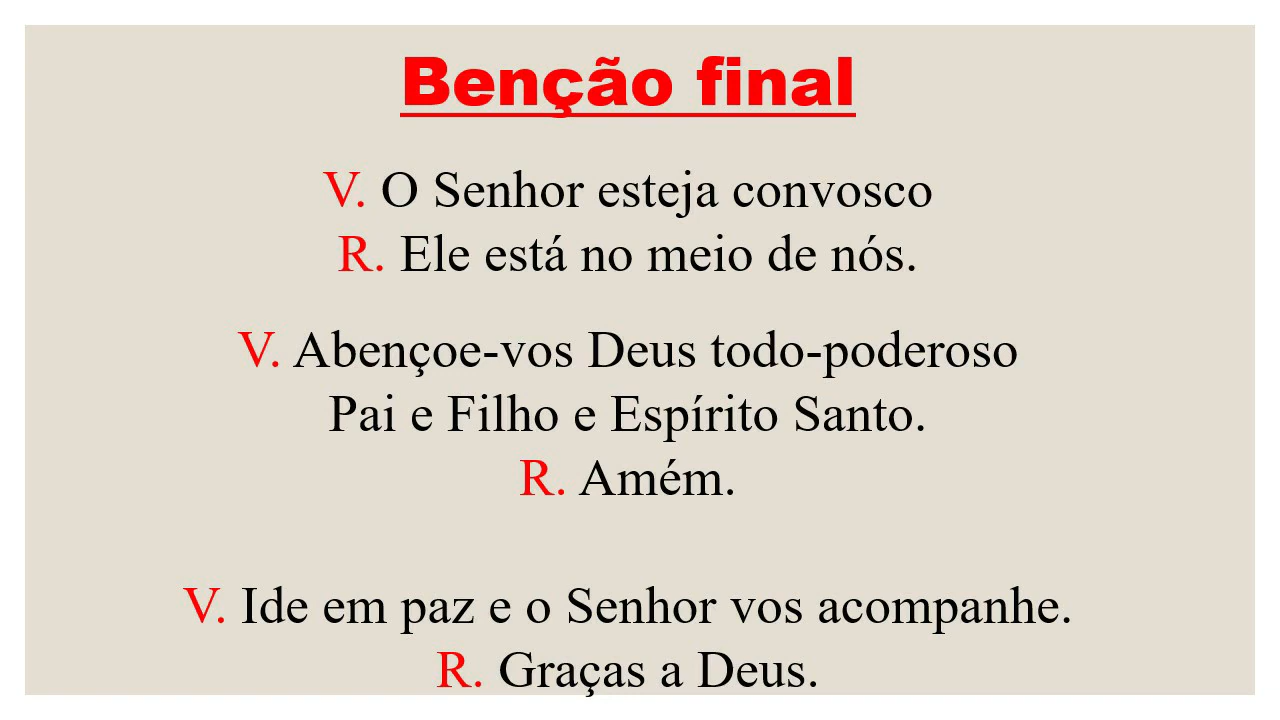 Benção final
V. O Senhor esteja convosco
R. Ele está no meio de nós.
V. Abençoe-vos Deus todo-poderoso
Pai e Filho e Espírito Santo.
R. Amém.
V. Ide em paz e o Senhor vos acompanhe.
R. Graças a Deus.